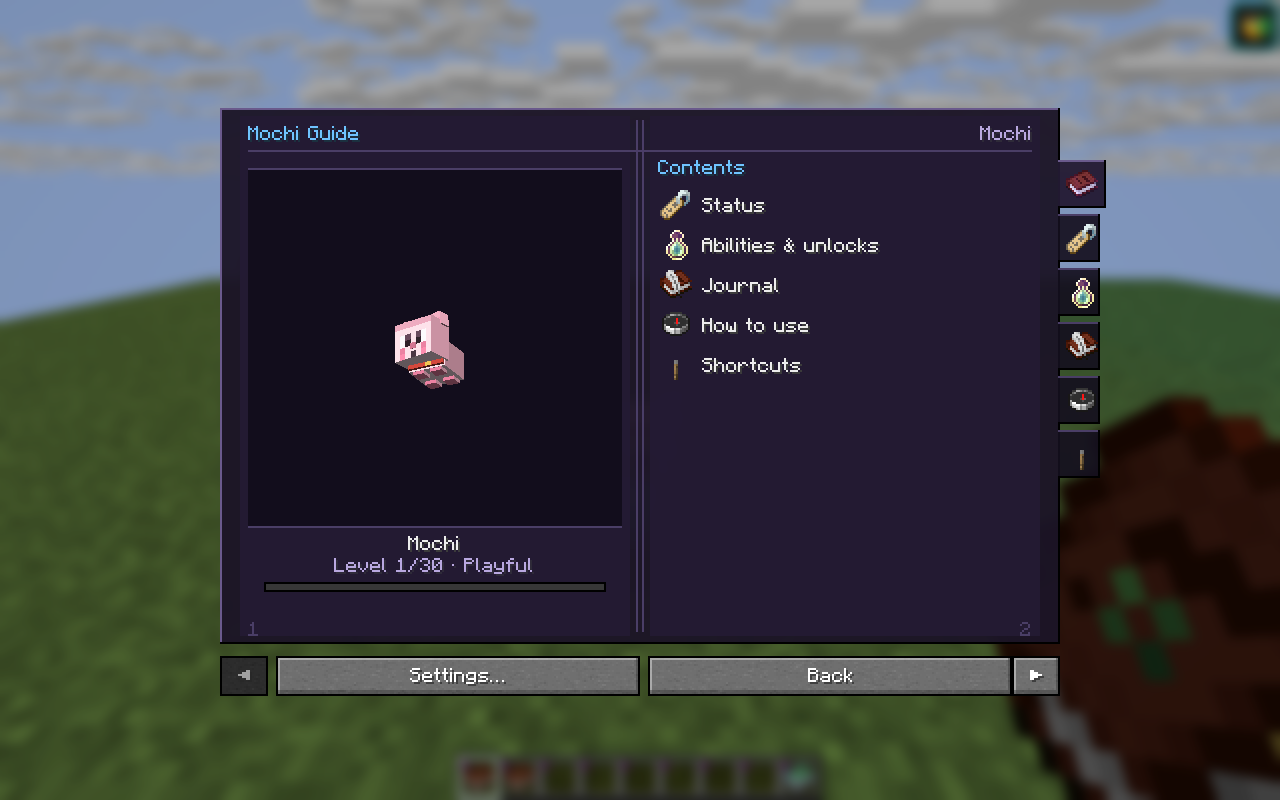 Mochi Guide
Mochi
Contents
Status
Abilities & unlocks
Journal
How to use
Shortcuts
Mochi
Level 1/30 · Playful
1
2
Settings...
Back